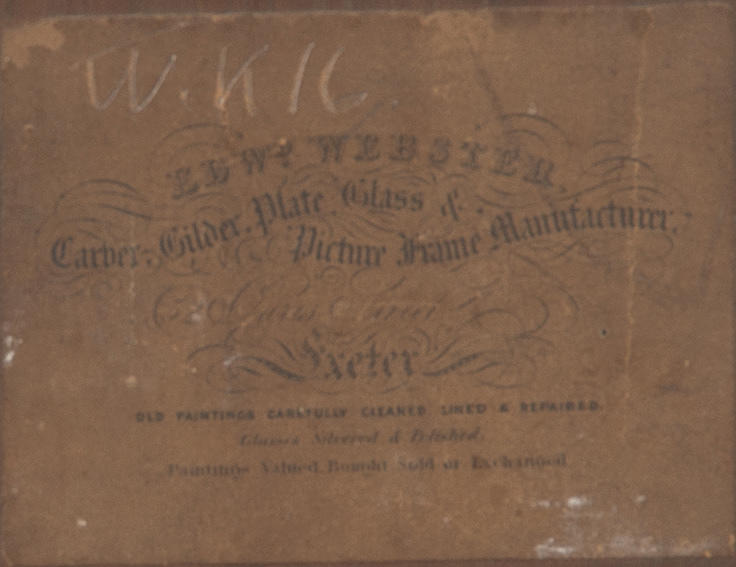 W.K 16
EDWD. WEBSTER,
Carver, Gilder, Plate Glass &
Picture Frame Manufacturer,
Exeter
OLD PAINTINGS CAREFULLY CLEANED LINED & REPAIRED.
Glasses Silvered & Polished,
Paintings Valued, Bought Sold or Exchanged